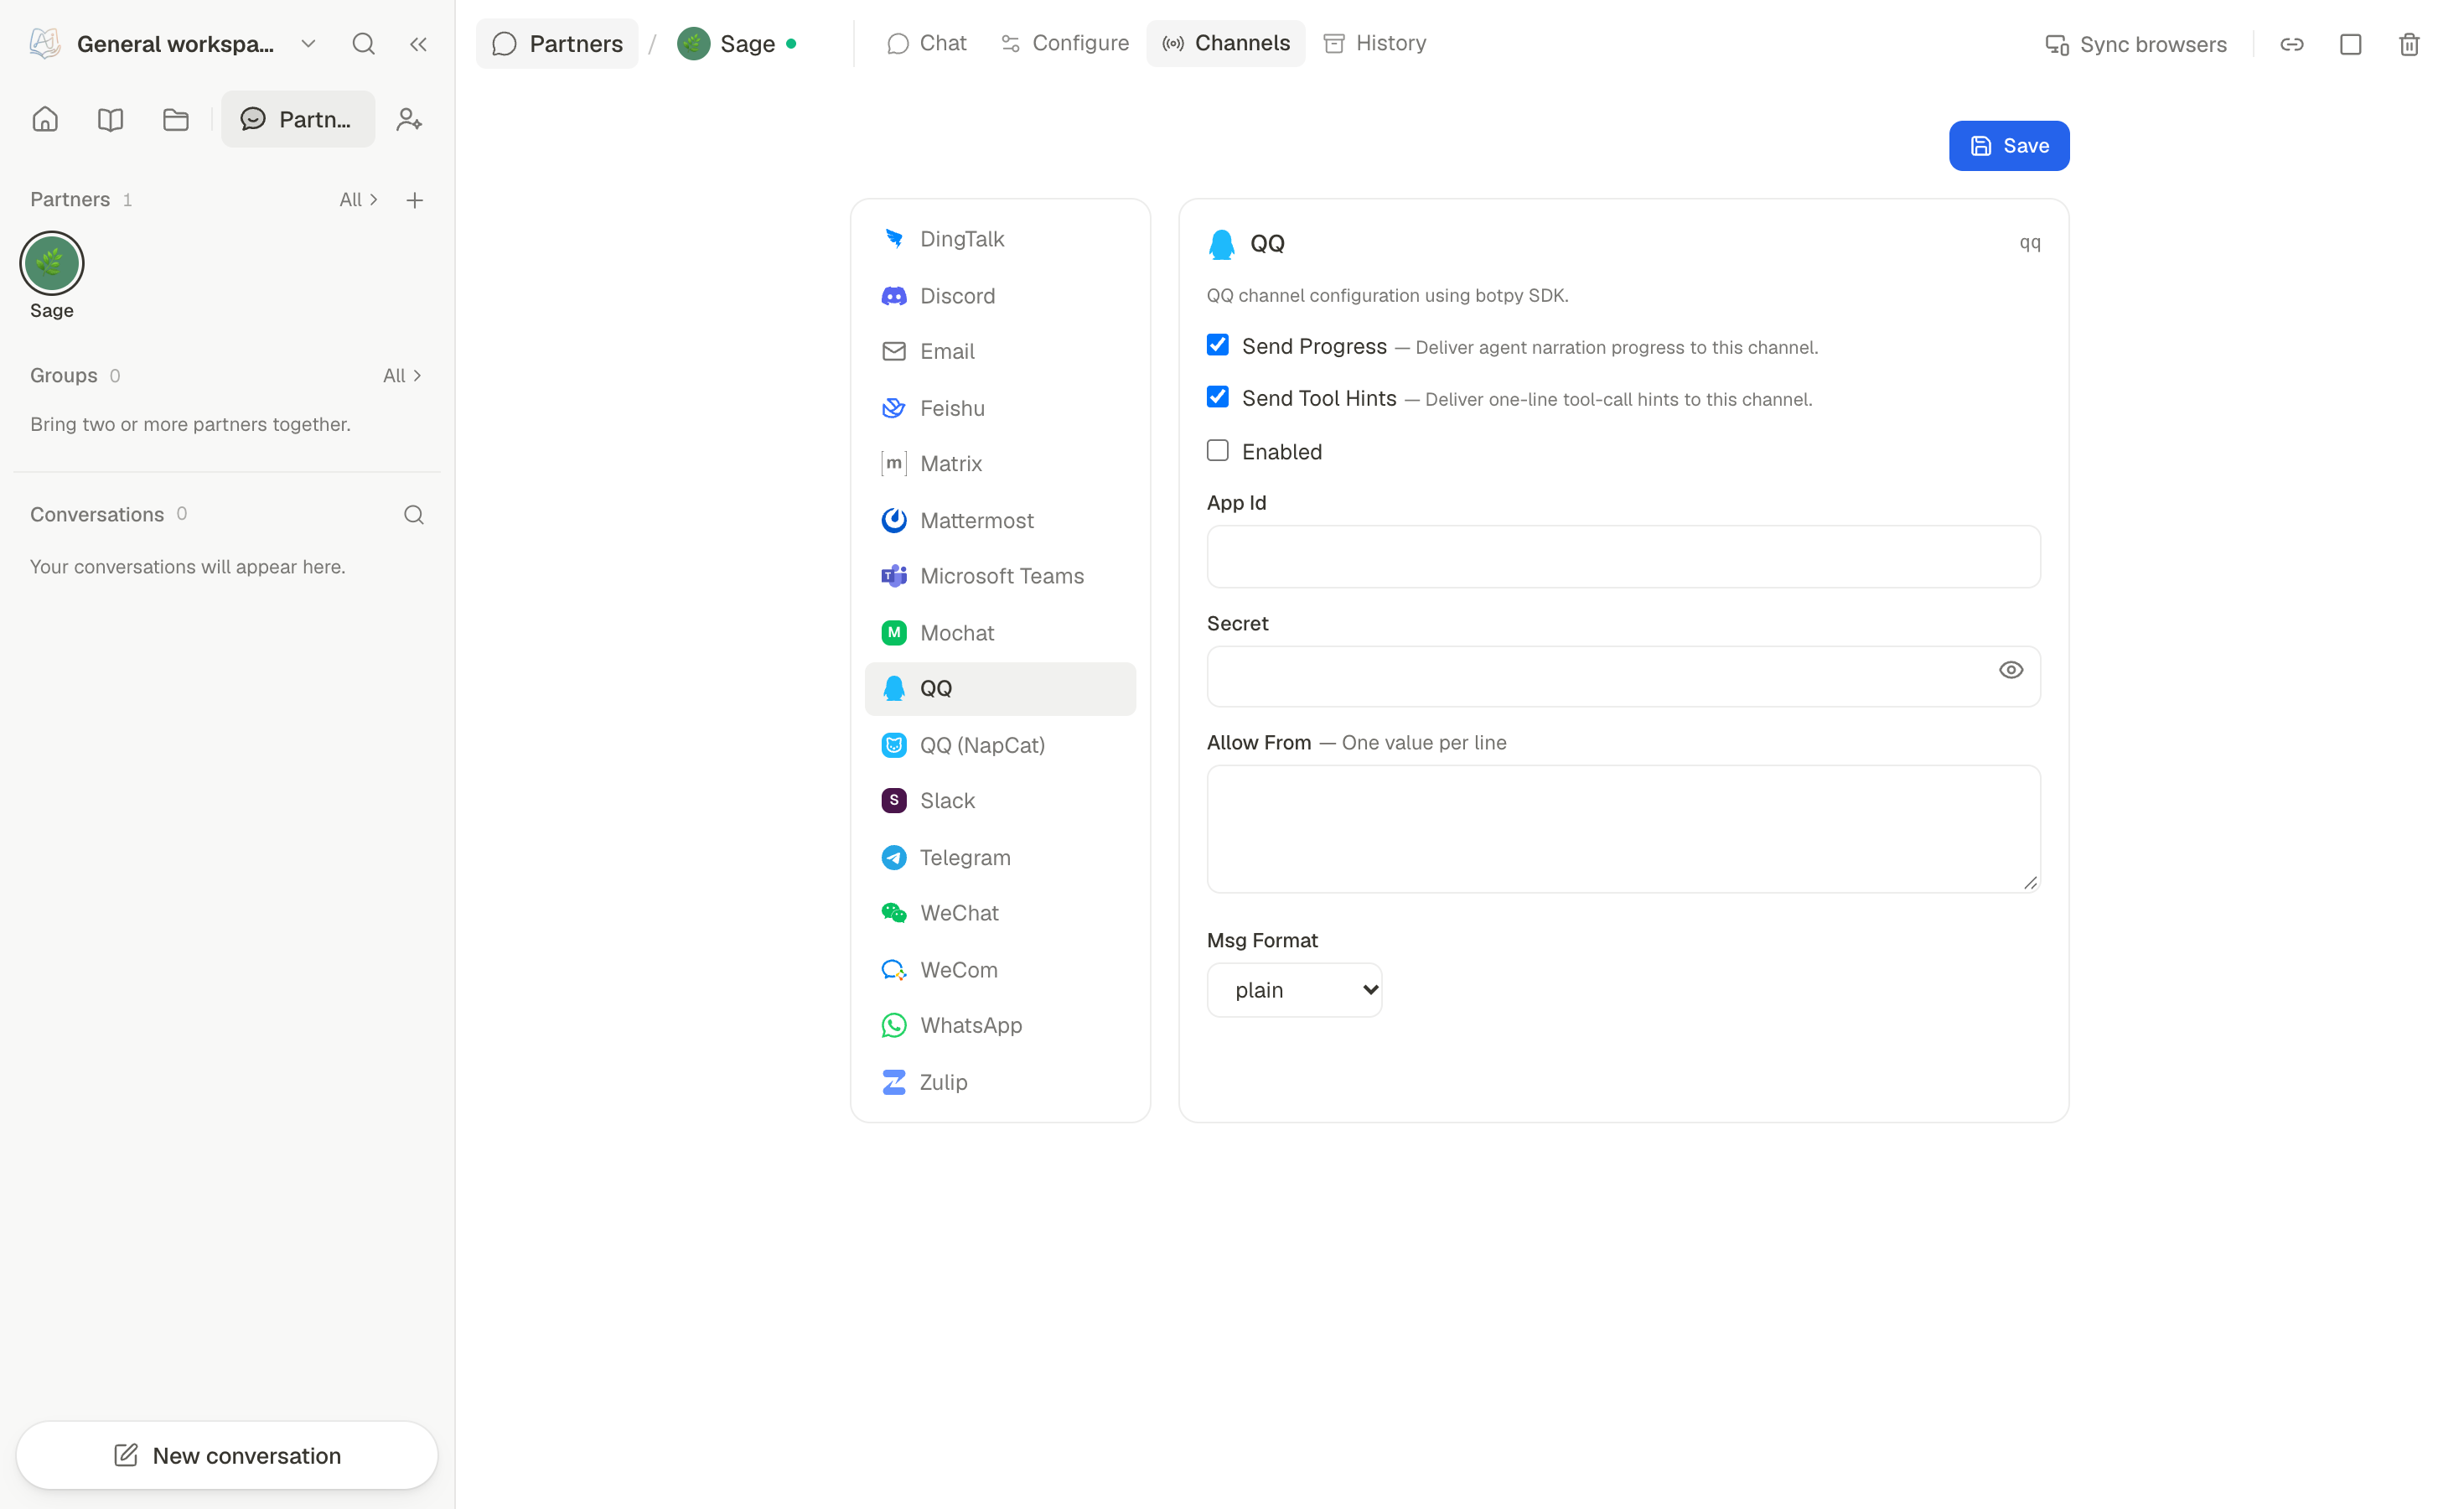 General workspa...
Partn...
Partners 1
All
Sage
Groups 0
All
Bring two or more partners together.
Conversations 0
Your conversations will appear here.
New conversation
Partners / Sage
Chat
Configure
Channels
History
Sync browsers
Save
DingTalk
Discord
Email
Feishu
[m] Matrix
Mattermost
T Microsoft Teams
M Mochat
QQ
QQ (NapCat)
S Slack
Telegram
WeChat
WeCom
WhatsApp
Zulip
QQ
qq
QQ channel configuration using botpy SDK.
Send Progress — Deliver agent narration progress to this channel.
Send Tool Hints — Deliver one-line tool-call hints to this channel.
Enabled
App Id
Secret
Allow From — One value per line
Msg Format
plain